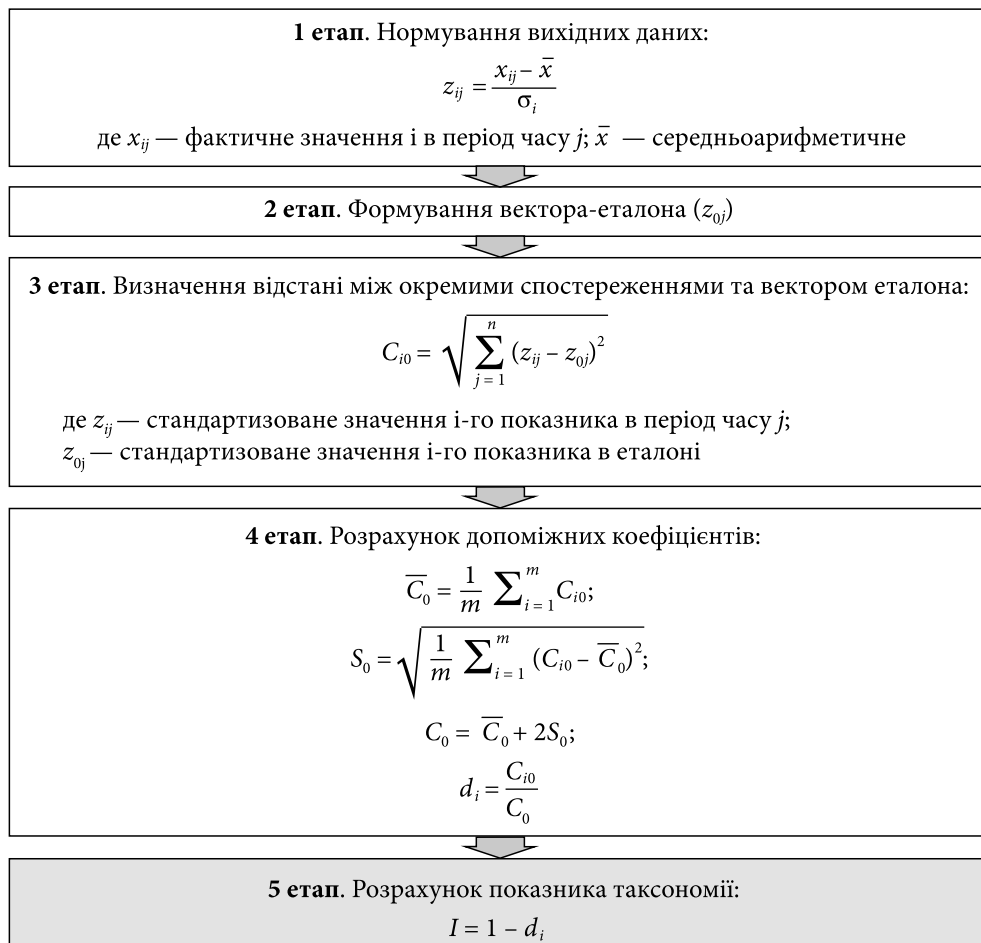 1 етап. Нормування вихідних даних:
z_ij = (x_ij – x̄) / σ_i
де x_ij — фактичне значення і в період часу j; x̄ — середньоарифметичне
2 етап. Формування вектора-еталона (z_0j)
3 етап. Визначення відстані між окремими спостереженнями та вектором еталона:
C_i0 = √(∑_{j = 1}^{n} (z_ij – z_0j)²)
де z_ij — стандартизоване значення і-го показника в період часу j;
z_0j — стандартизоване значення і-го показника в еталоні
4 етап. Розрахунок допоміжних коефіцієнтів:
C̅_0 = 1/m ∑_{i = 1}^{m} C_i0;
S_0 = √(1/m ∑_{i = 1}^{m} (C_i0 – C̅_0)²);
C_0 = C̅_0 + 2S_0;
d_i = C_i0 / C_0
5 етап. Розрахунок показника таксономії:
I = 1 – d_i